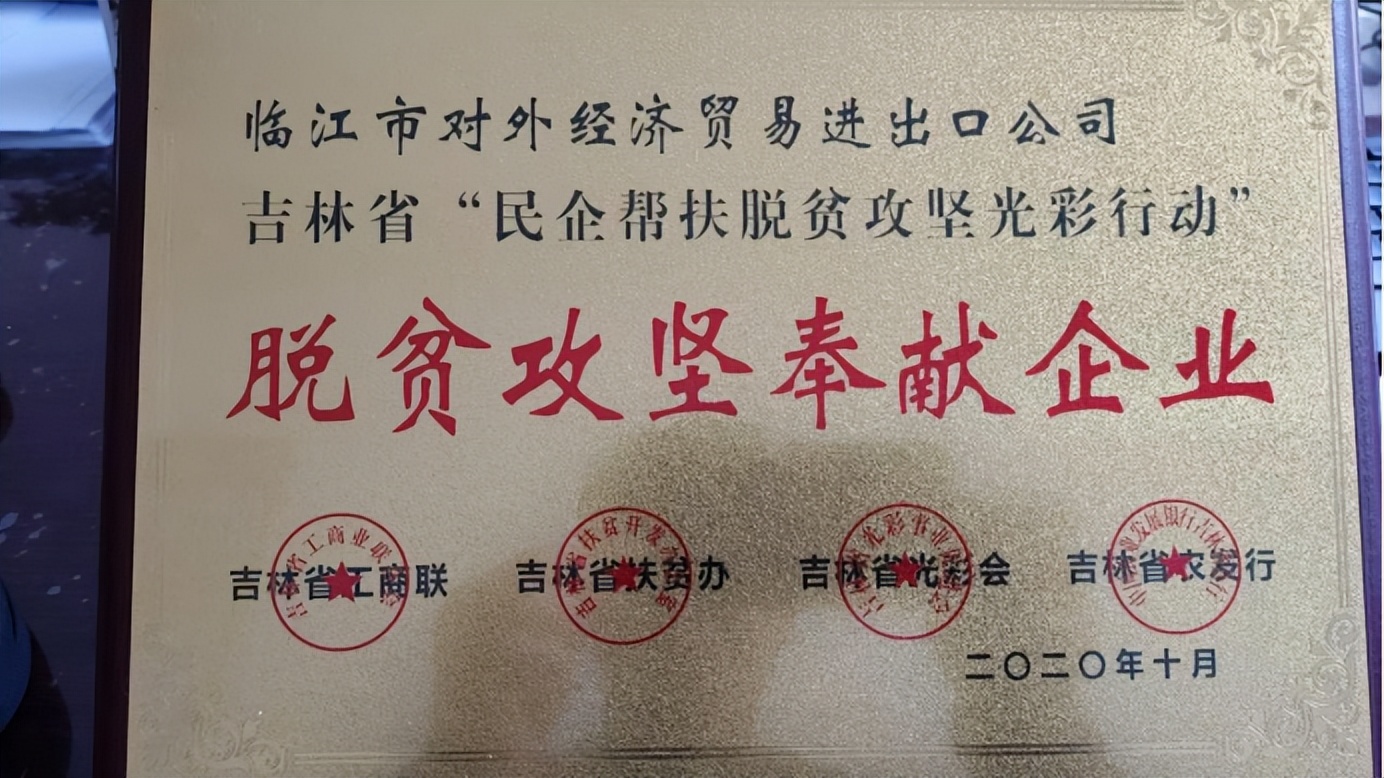 临江市对外经济贸易进出口公司
吉林省“民企帮扶脱贫攻坚光彩行动”
脱贫攻坚奉献企业
吉林省工商联 吉林省扶贫办 吉林省光彩会 吉林省农发行
二〇二〇年十月